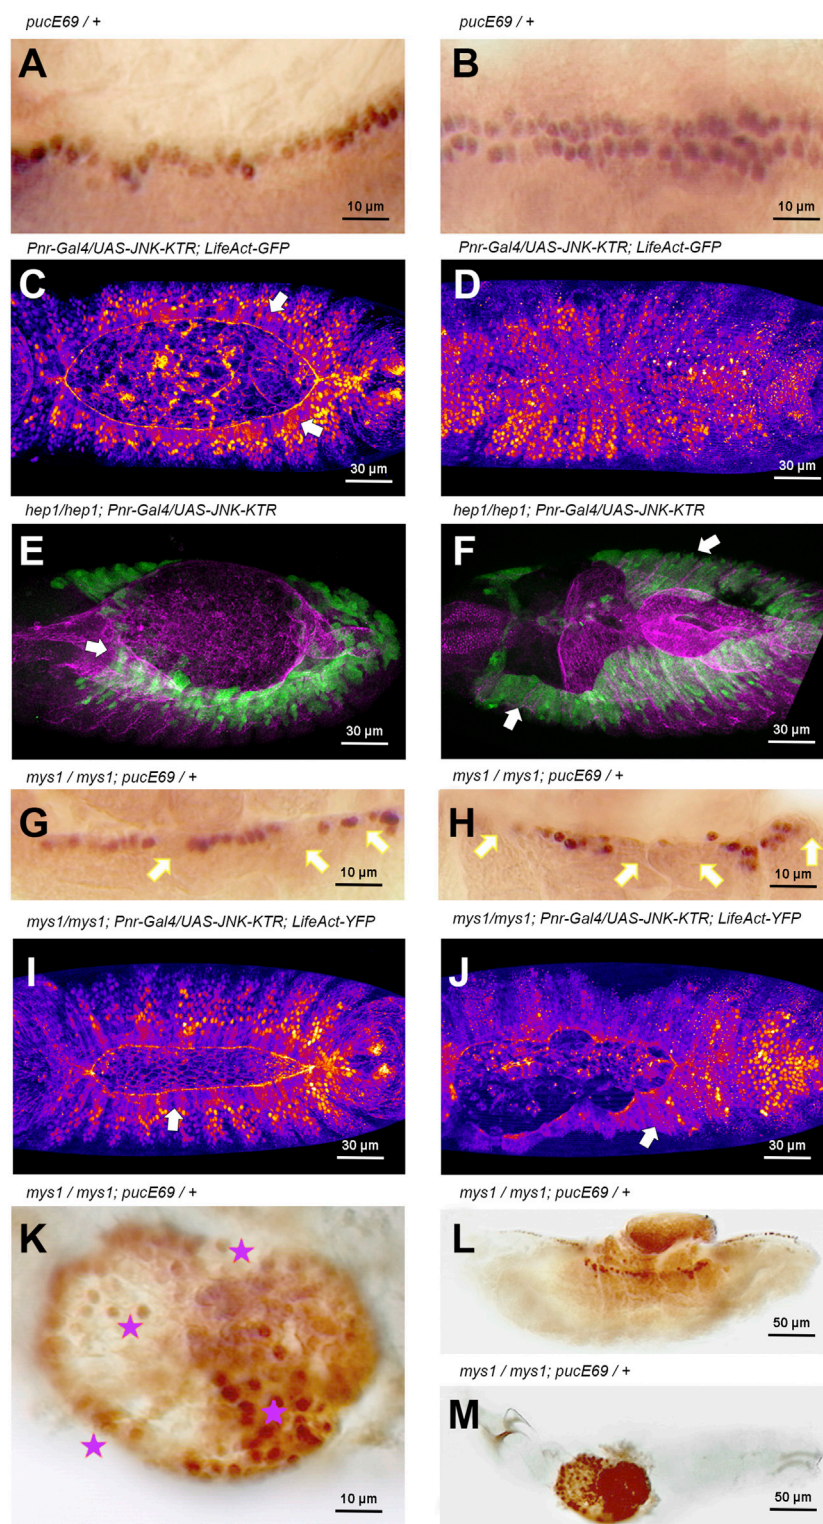 pucE69 / +
pucE69 / +
A
10 µm
B
10 µm
Pnr-Gal4/UAS-JNK-KTR; LifeAct-GFP
Pnr-Gal4/UAS-JNK-KTR; LifeAct-GFP
C
30 µm
D
30 µm
hep1/hep1; Pnr-Gal4/UAS-JNK-KTR
hep1/hep1; Pnr-Gal4/UAS-JNK-KTR
E
30 µm
F
30 µm
mys1 / mys1; pucE69 / +
mys1 / mys1; pucE69 / +
G
10 µm
H
10 µm
mys1/mys1; Pnr-Gal4/UAS-JNK-KTR; LifeAct-YFP
mys1/mys1; Pnr-Gal4/UAS-JNK-KTR; LifeAct-YFP
I
30 µm
J
30 µm
mys1 / mys1; pucE69 / +
mys1 / mys1; pucE69 / +
K
10 µm
L
50 µm
mys1 / mys1; pucE69 / +
M
50 µm